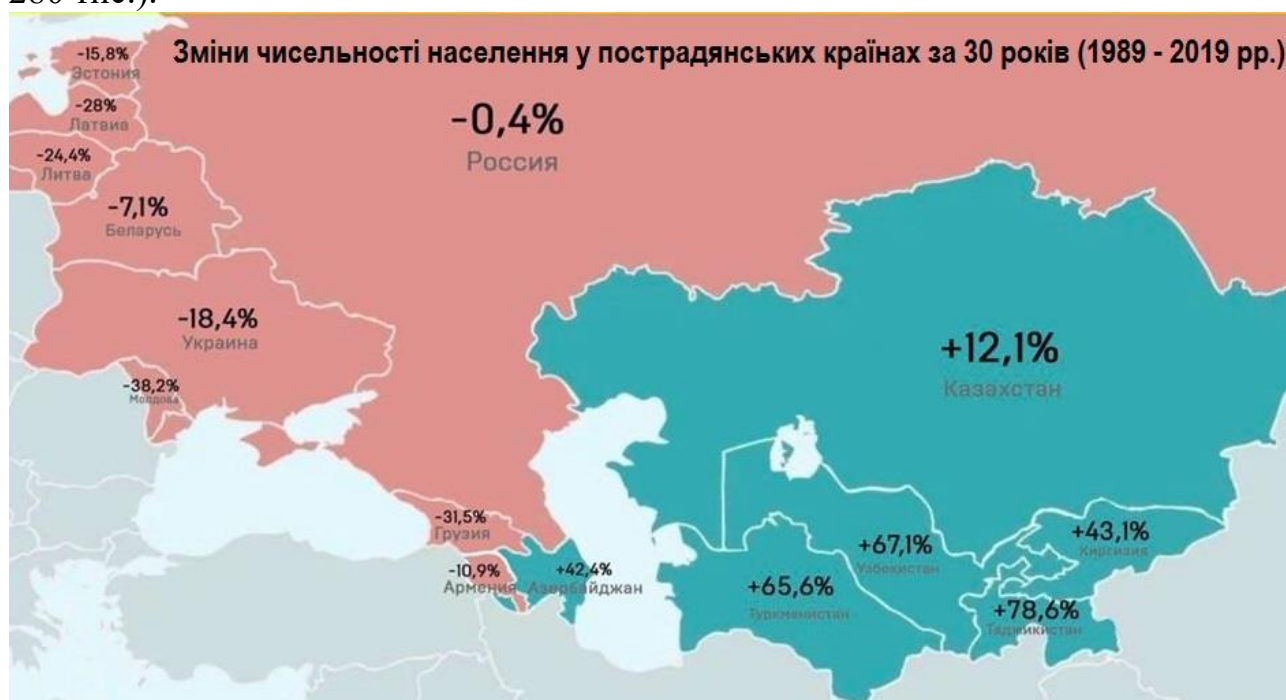 280 тис.).
Зміни чисельності населення у пострадянських країнах за 30 років (1989 - 2019 рр.)
-15,8%
Эстония
-28%
Латвия
-24,4%
Литва
-7,1%
Беларусь
-0,4%
Россия
-18,4%
Украина
-38,2%
Молдова
+12,1%
Казахстан
-31,5%
Грузия
-10,9%
Армения
+42,4%
Азербайджан
+67,1%
Узбекистан
+65,6%
Туркменистан
+43,1%
Киргизия
+78,6%
Таджикистан